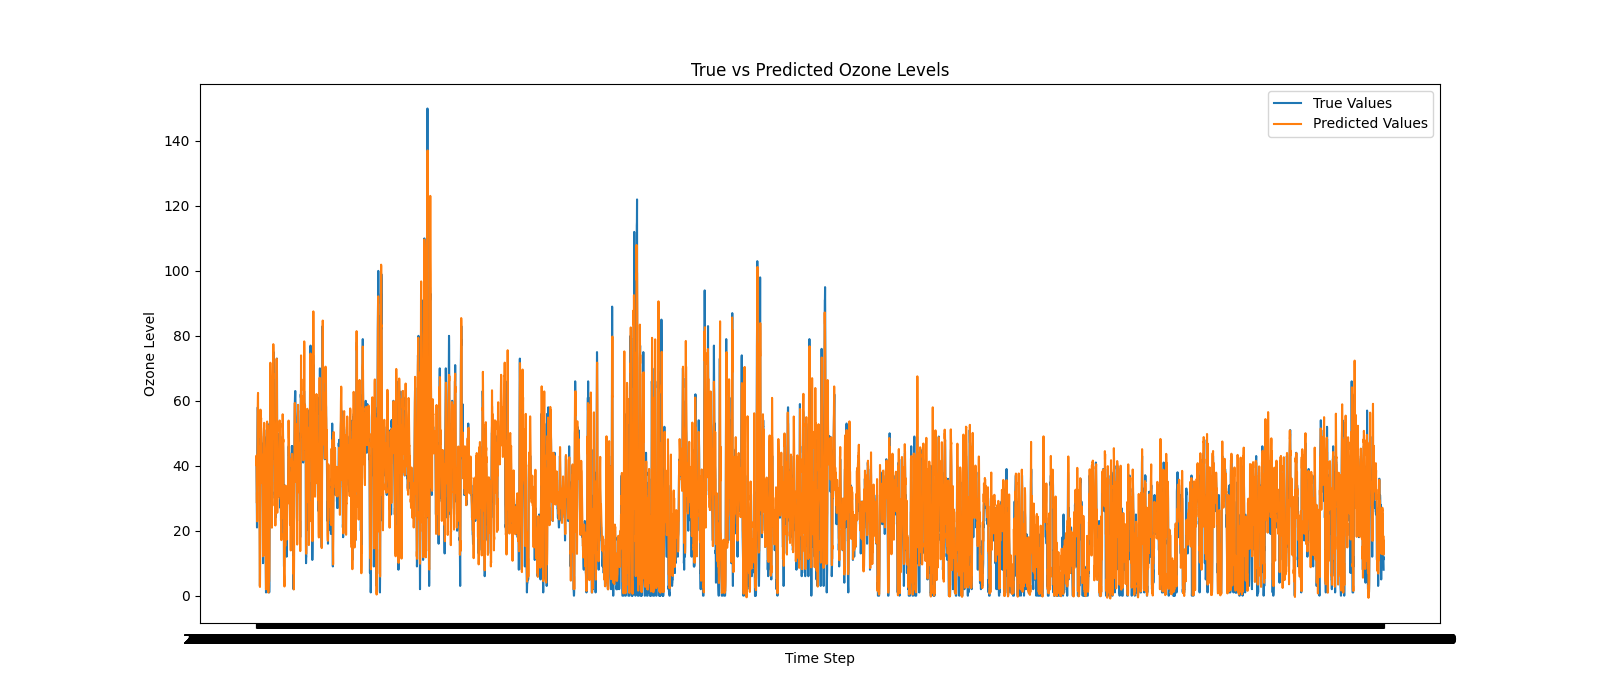 True vs Predicted Ozone Levels
True Values
Predicted Values
140
120
100
80
60
40
20
0
Ozone Level
Time Step